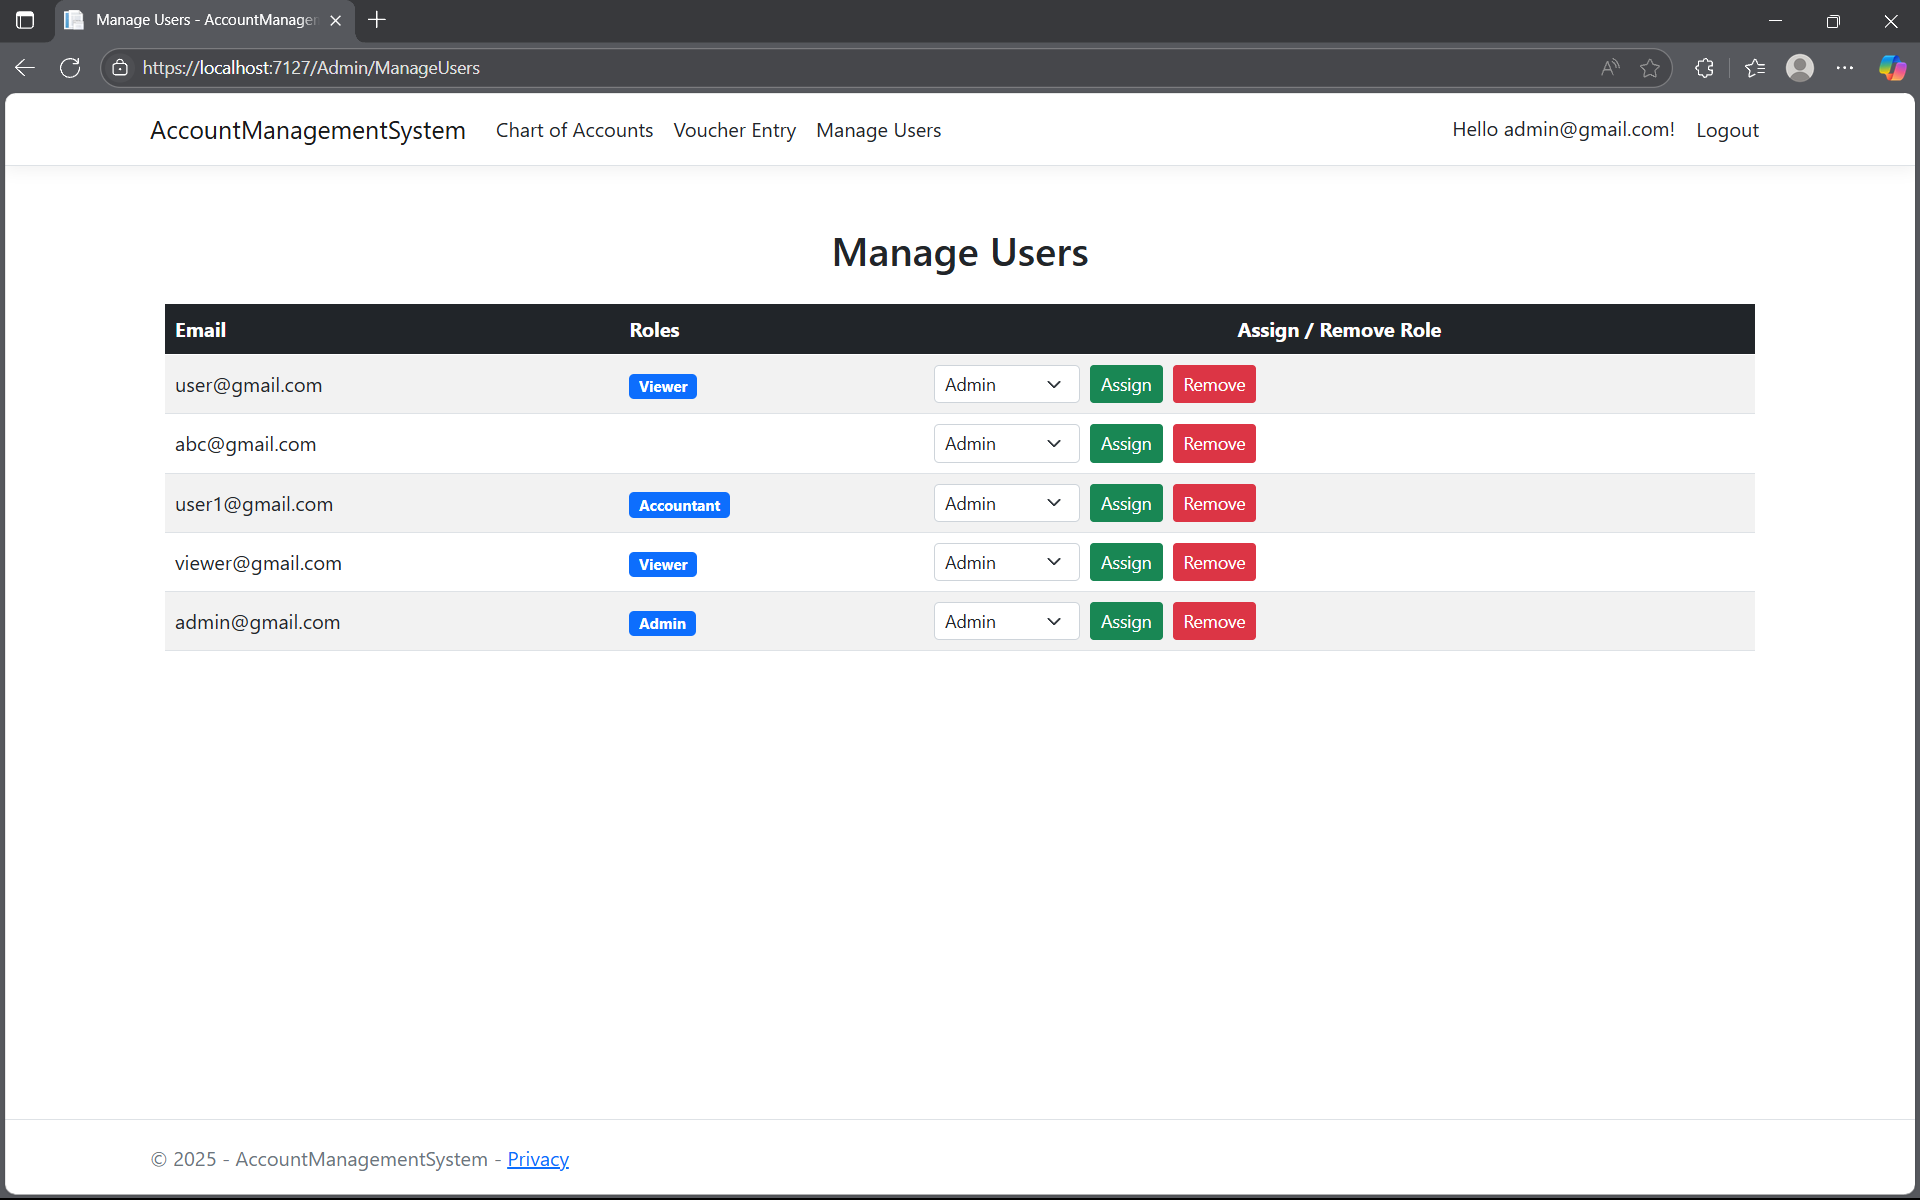 Manage Users - AccountManager
https://localhost:7127/Admin/ManageUsers
AccountManagementSystem Chart of Accounts Voucher Entry Manage Users Hello admin@gmail.com! Logout
Manage Users
Email Roles Assign / Remove Role
user@gmail.com Viewer Admin Assign Remove
abc@gmail.com Admin Assign Remove
user1@gmail.com Accountant Admin Assign Remove
viewer@gmail.com Viewer Admin Assign Remove
admin@gmail.com Admin Admin Assign Remove
© 2025 - AccountManagementSystem - Privacy